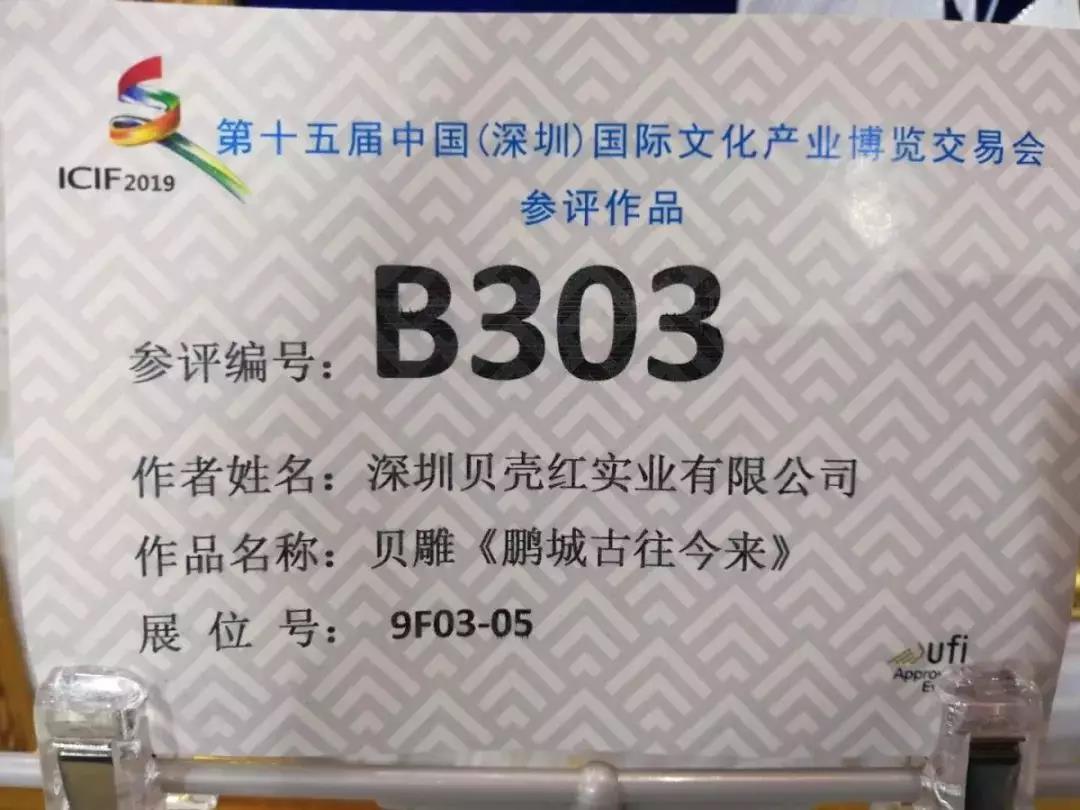 第十五届中国(深圳)国际文化产业博览交易会
ICIF2019
参评作品
参评编号：B303
作者姓名：深圳贝壳红实业有限公司
作品名称：贝雕《鹏城古往今来》
展 位 号：9F03-05
ufi